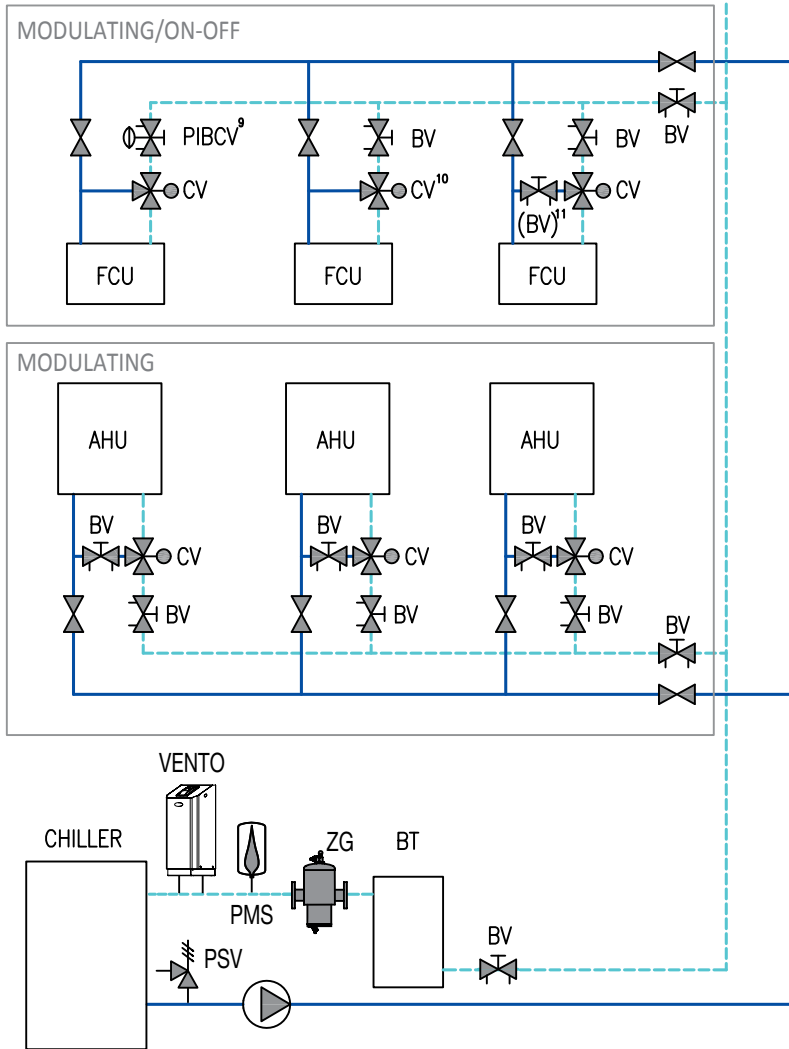 MODULATING/ON-OFF
PIBCV⁹
BV
BV
BV
CV
CV¹⁰
CV
(BV)¹¹
FCU
FCU
FCU
MODULATING
AHU
AHU
AHU
BV
BV
BV
CV
CV
CV
BV
BV
BV
BV
VENTO
CHILLER
ZG
BT
PMS
BV
PSV